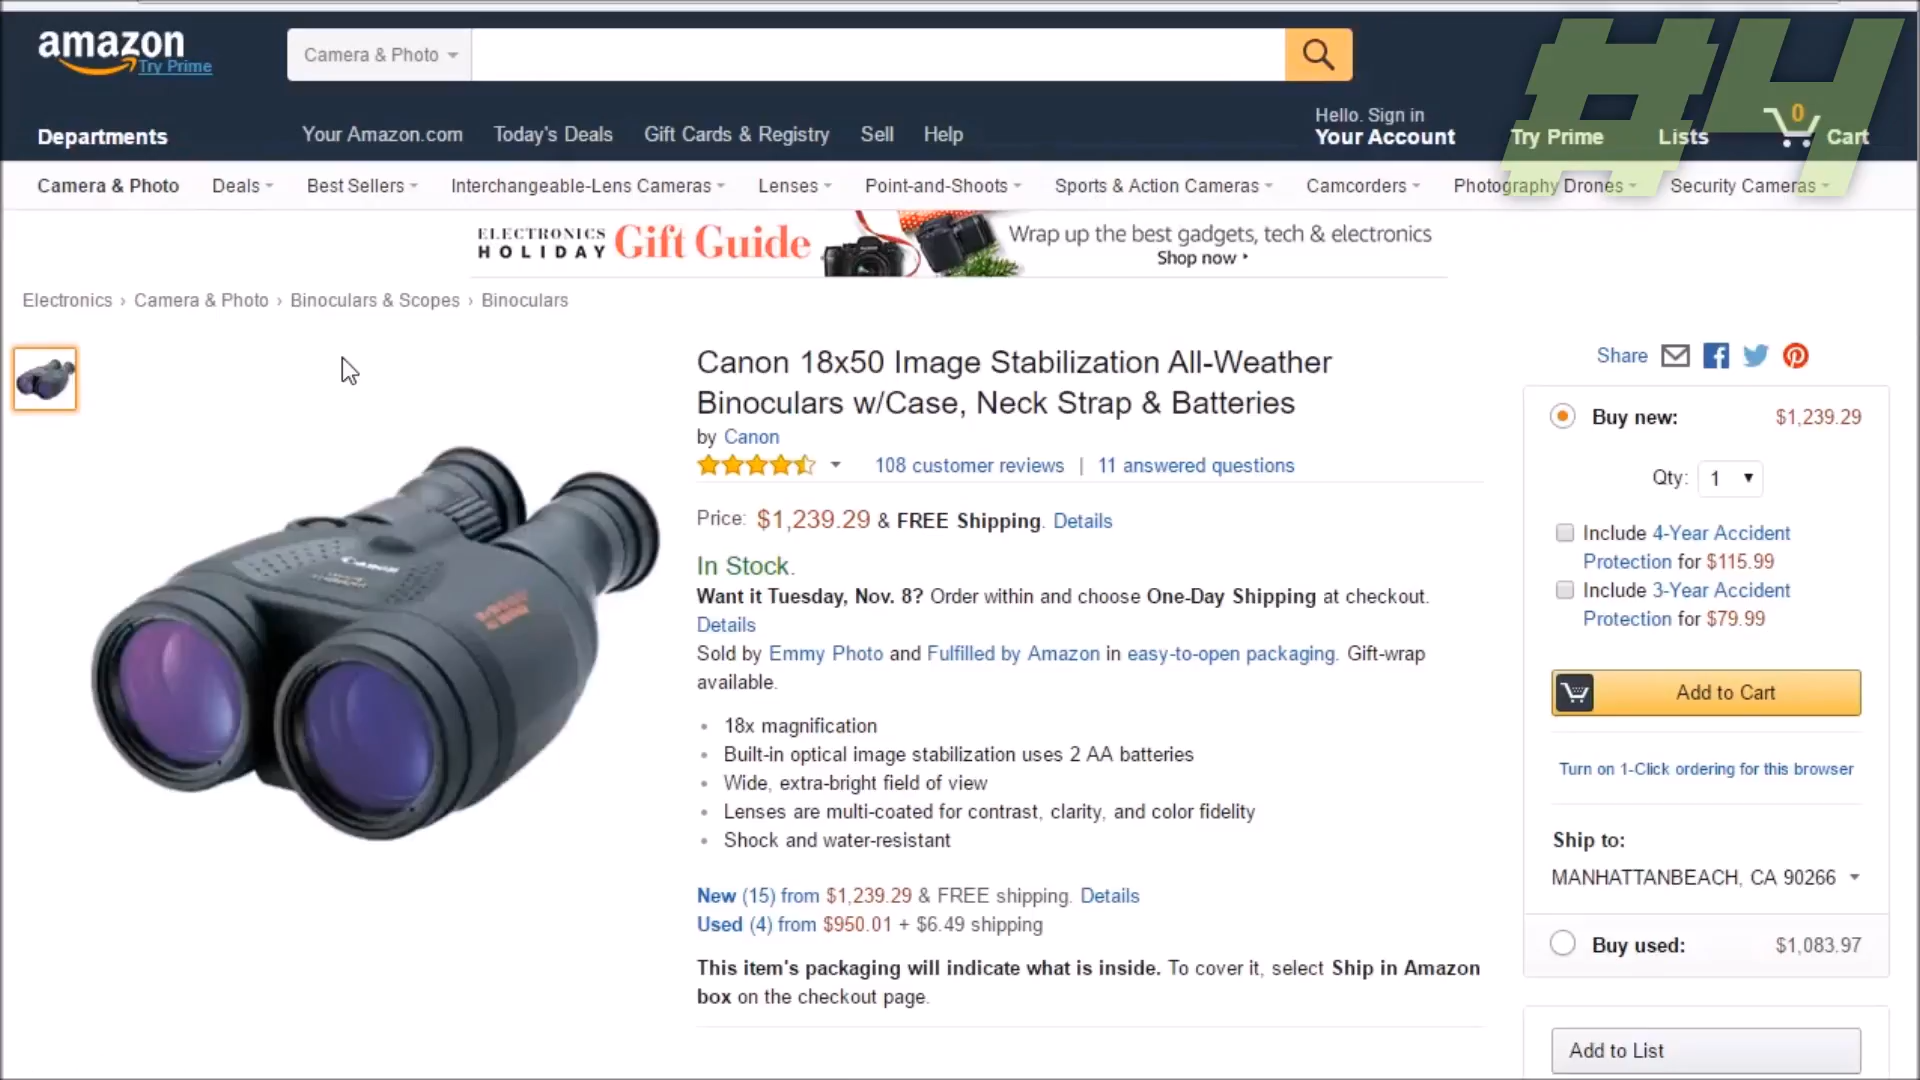 amazon
Try Prime
Camera & Photo
#4
Departments
Your Amazon.com
Today's Deals
Gift Cards & Registry
Sell
Help
Hello. Sign in
Your Account
Try Prime
Lists
0
Cart
Camera & Photo
Deals
Best Sellers
Interchangeable-Lens Cameras
Lenses
Point-and-Shoots
Sports & Action Cameras
Camcorders
Photography Drones
Security Cameras
ELECTRONICS
HOLIDAY
Gift Guide
Wrap up the best gadgets, tech & electronics
Shop now
Electronics › Camera & Photo › Binoculars & Scopes › Binoculars
Canon
Canon 18x50 Image Stabilization All-Weather
Binoculars w/Case, Neck Strap & Batteries
by Canon
108 customer reviews | 11 answered questions
Price: $1,239.29 & FREE Shipping. Details
In Stock.
Want it Tuesday, Nov. 8? Order within and choose One-Day Shipping at checkout.
Details
Sold by Emmy Photo and Fulfilled by Amazon in easy-to-open packaging. Gift-wrap
available.
• 18x magnification
• Built-in optical image stabilization uses 2 AA batteries
• Wide, extra-bright field of view
• Lenses are multi-coated for contrast, clarity, and color fidelity
• Shock and water-resistant
New (15) from $1,239.29 & FREE shipping. Details
Used (4) from $950.01 + $6.49 shipping
This item's packaging will indicate what is inside. To cover it, select Ship in Amazon
box on the checkout page.
Share
Buy new: $1,239.29
Qty: 1
Include 4-Year Accident
Protection for $115.99
Include 3-Year Accident
Protection for $79.99
Add to Cart
Turn on 1-Click ordering for this browser
Ship to:
MANHATTANBEACH, CA 90266
Buy used: $1,083.97
Add to List